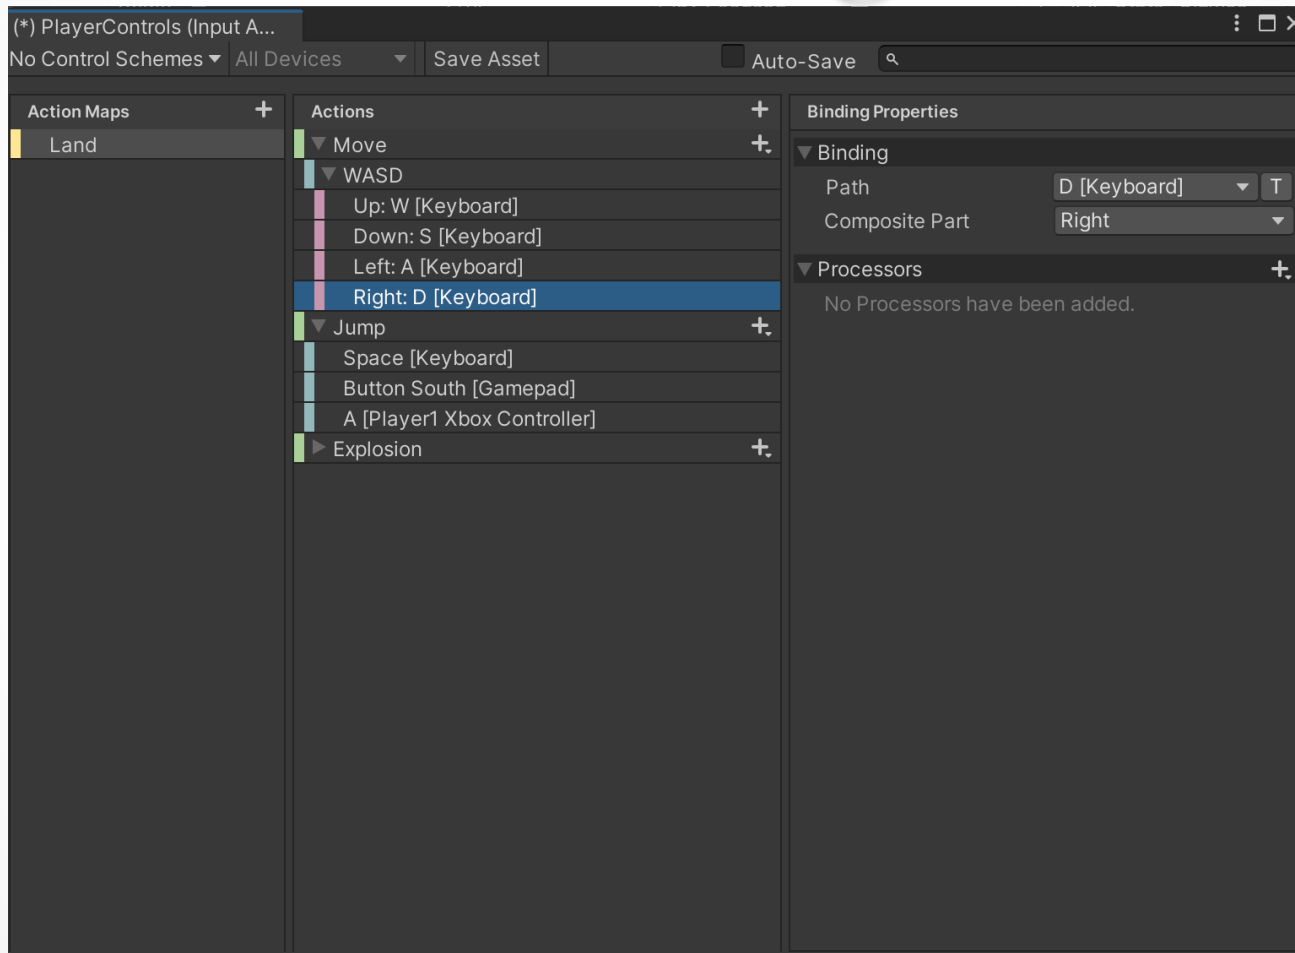 (*) PlayerControls (Input A...
No Control Schemes All Devices Save Asset Auto-Save
Action Maps
Land
Actions
Move
WASD
Up: W [Keyboard]
Down: S [Keyboard]
Left: A [Keyboard]
Right: D [Keyboard]
Jump
Space [Keyboard]
Button South [Gamepad]
A [Player1 Xbox Controller]
Explosion
Binding Properties
Binding
Path D [Keyboard] T
Composite Part Right
Processors
No Processors have been added.